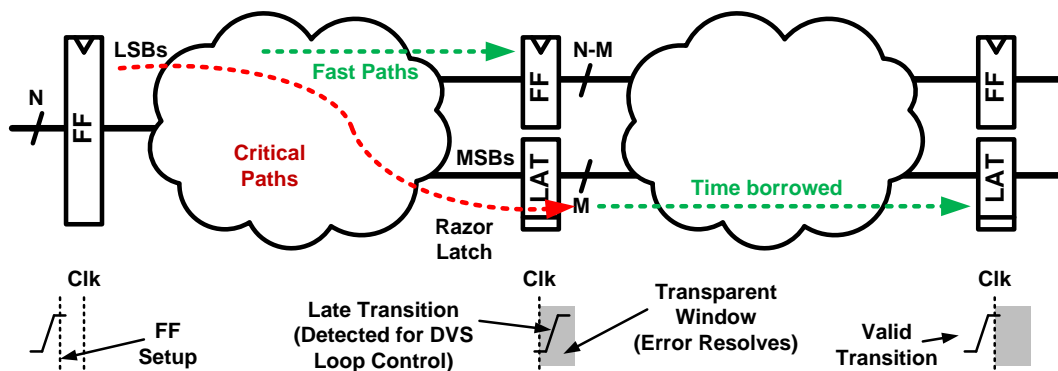 LSBs
Fast Paths
N-M
N
FF
FF
FF
Critical
Paths
MSBs
LAT
M
Time borrowed
LAT
Razor
Latch
Clk
Clk
Clk
FF
Setup
Late Transition
(Detected for DVS
Loop Control)
Transparent
Window
(Error Resolves)
Valid
Transition